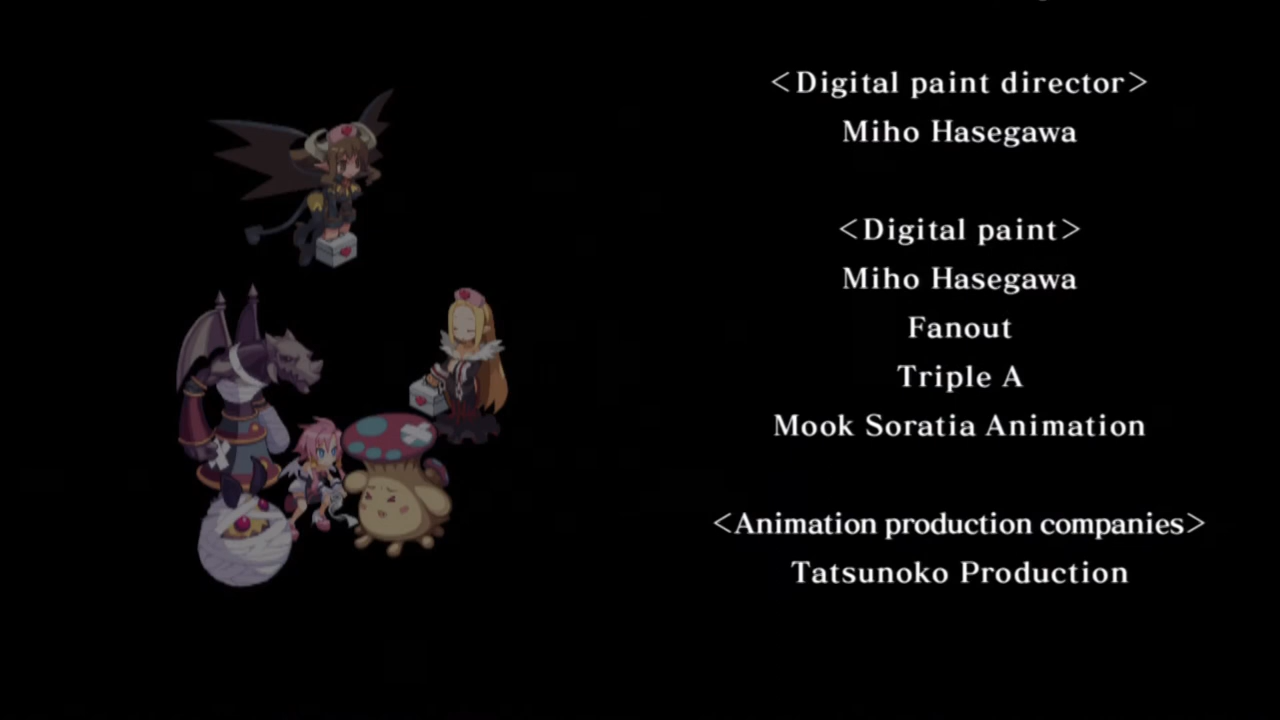 <Digital paint director>
Miho Hasegawa
<Digital paint>
Miho Hasegawa
Fanout
Triple A
Mook Soratia Animation
<Animation production companies>
Tatsunoko Production